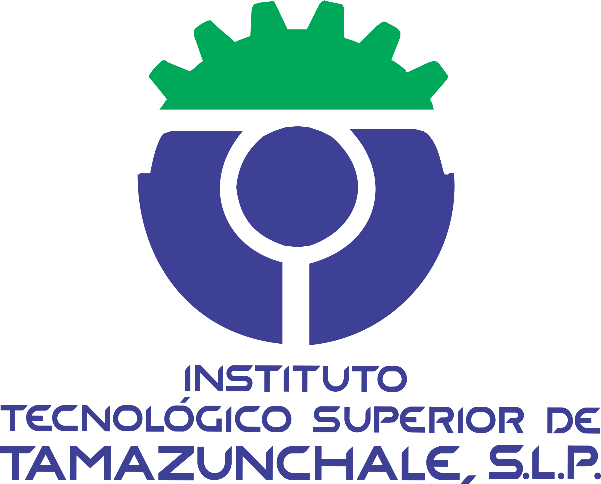 INSTITUTO
TECNOLÓGICO SUPERIOR DE
TAMAZUNCHALE, S.L.P.